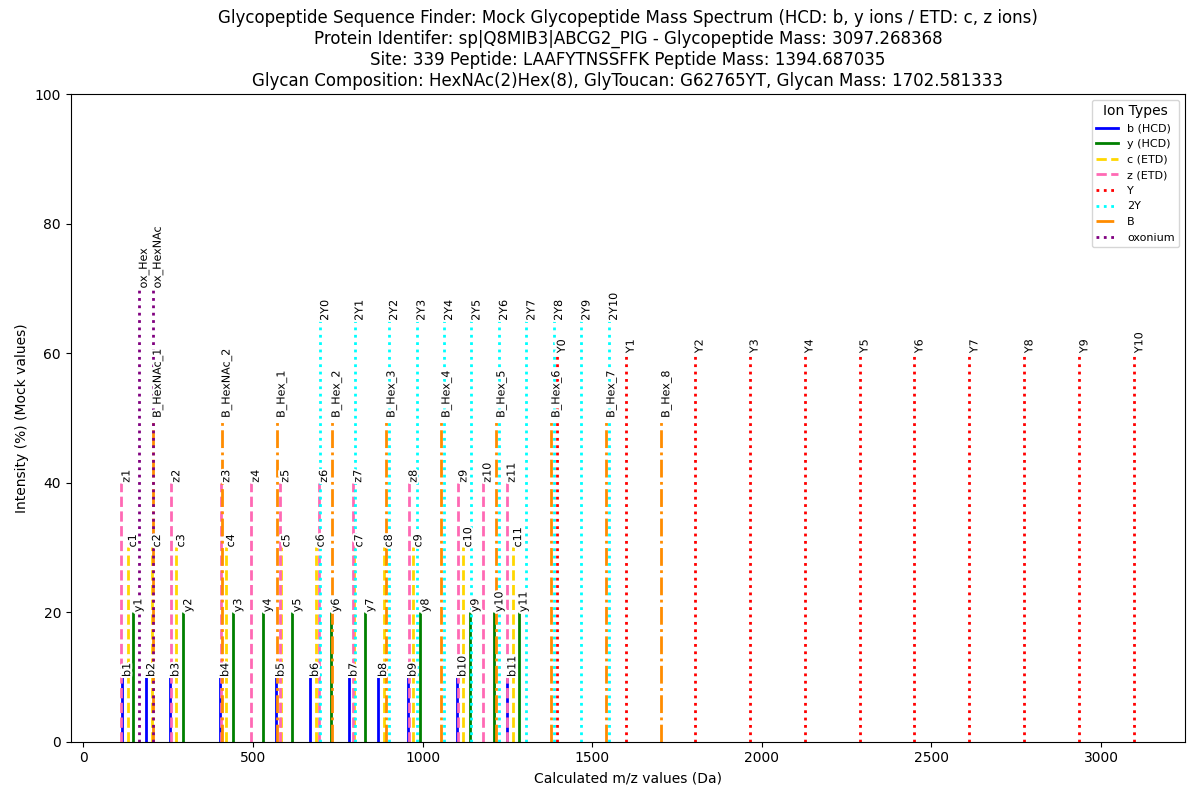 Glycopeptide Sequence Finder: Mock Glycopeptide Mass Spectrum (HCD: b, y ions / ETD: c, z ions)
Protein Identifer: sp|Q8MIB3|ABCG2_PIG - Glycopeptide Mass: 3097.268368
Site: 339 Peptide: LAAFYTNSSFFK Peptide Mass: 1394.687035
Glycan Composition: HexNAc(2)Hex(8), GlyToucan: G62765YT, Glycan Mass: 1702.581333
Intensity (%) (Mock values)
100
80
60
40
20
0
Ion Types
b (HCD)
y (HCD)
c (ETD)
z (ETD)
Y
2Y
B
oxonium
ox_Hex
ox_HexNAc
2Y0
2Y1
2Y2
2Y3
2Y4
2Y5
2Y6
2Y7
2Y8
2Y9
2Y10
Y0
Y1
Y2
Y3
Y4
Y5
Y6
Y7
Y8
Y9
Y10
B_HexNAc_1
B_HexNAc_2
B_Hex_1
B_Hex_2
B_Hex_3
B_Hex_4
B_Hex_5
B_Hex_6
B_Hex_7
B_Hex_8
z1
z2
z3
z4
z5
z6
z7
z8
z9
z10
z11
c1
c2
c3
c4
c5
c6
c7
c8
c9
c10
c11
y1
y2
y3
y4
y5
y6
y7
y8
y9
y10
y11
b1
b2
b3
b4
b5
b6
b7
b8
b9
b10
b11
0
500
1000
1500
2000
2500
3000
Calculated m/z values (Da)